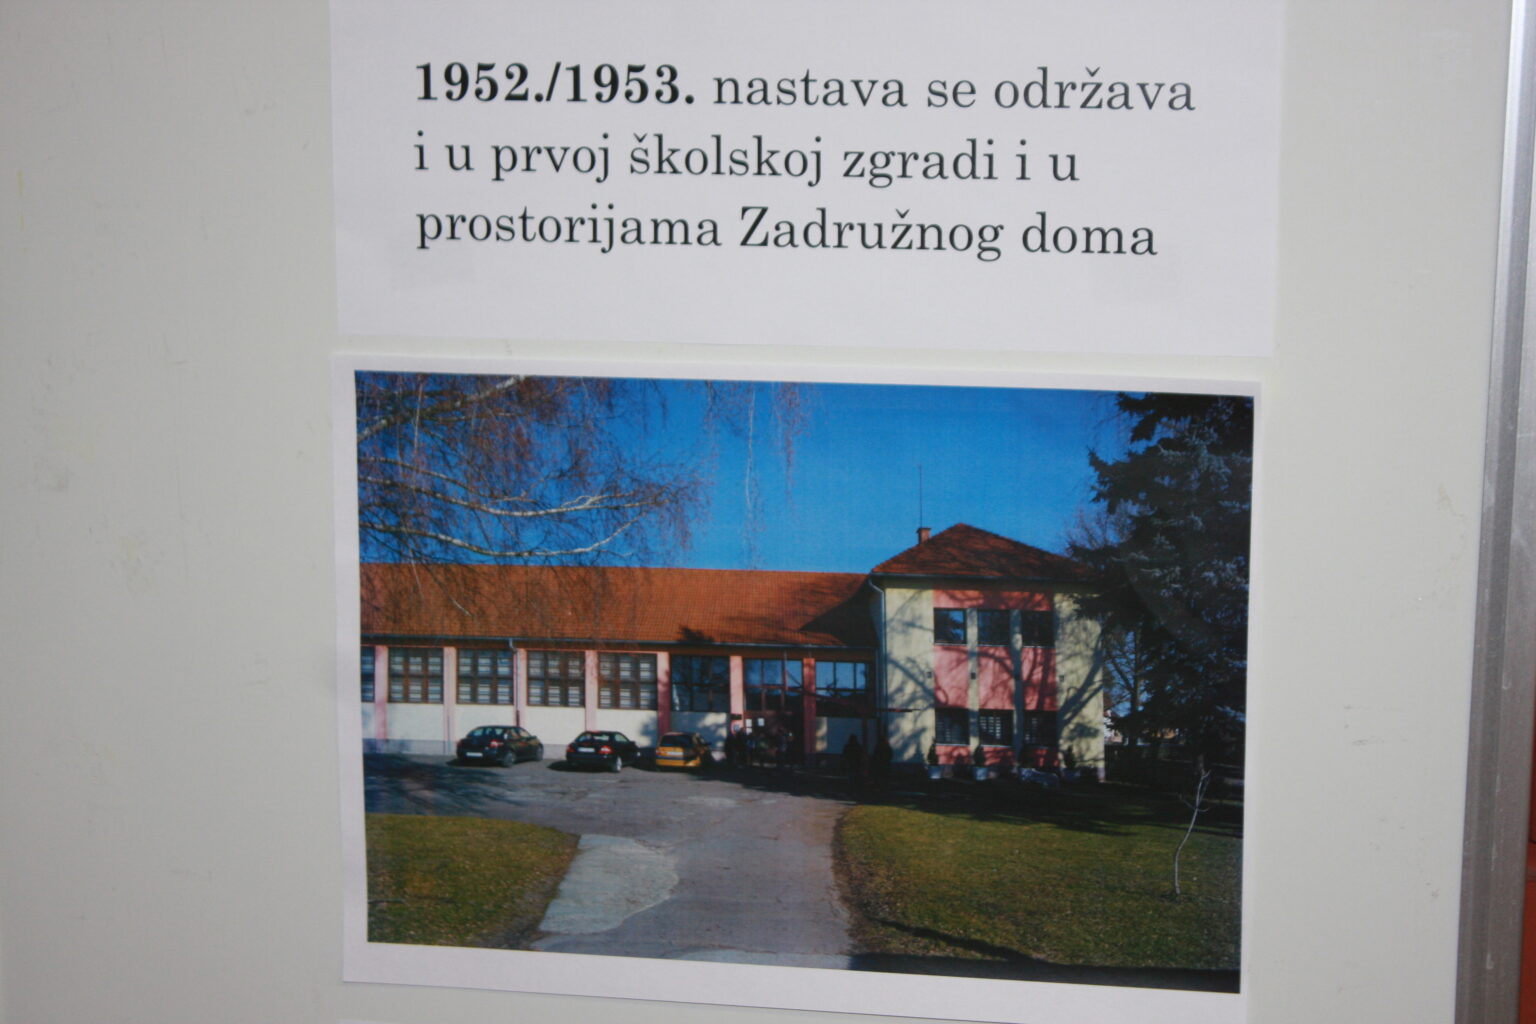 1952./1953. nastava se održava
i u prvoj školskoj zgradi i u
prostorijama Zadružnog doma